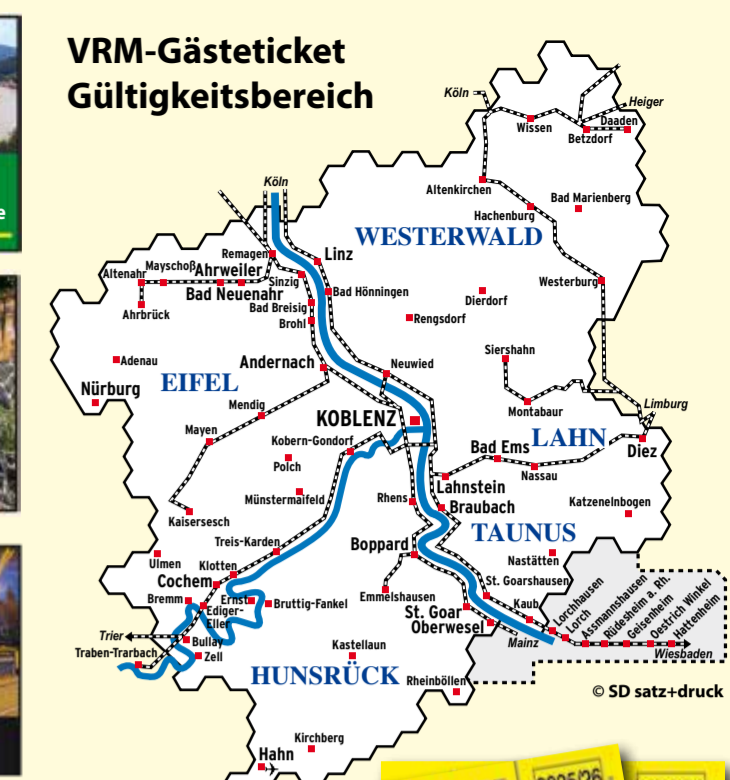 VRM-Gästeticket
Gültigkeitsbereich
e
Köln
Heiger
Wissen
Daaden
Betzdorf
Altenkirchen
Bad Marienberg
Hachenburg
Köln
WESTERWALD
Remagen
Linz
Altenahr
Mayschoß
Ahrweiler
Sinzig
Westerburg
Bad Neuenahr
Bad Hönningen
Dierdorf
Ahrbrück
Bad Breisig
Brohl
Rengsdorf
Siershahn
Adenau
Andernach
Neuwied
EIFEL
Nürburg
Mendig
Montabaur
Limburg
KOBLENZ
Mayen
Kobern-Gondorf
LAHN
Bad Ems
Diez
Polch
Nassau
Münstermaifeld
Rhens
Lahnstein
Braubach
Katzenelnbogen
Kaisersesch
TAUNUS
Treis-Karden
Boppard
Nastätten
Ulmen
Klotten
Cochem
St. Goarshausen
Bremm
Ernst
Bruttig-Fankel
Emmelshausen
Kaub
Ediger-
Eller
St. Goar
Oberwesel
Lorchhausen
Lorch
Assmannshausen
Rüdesheim a. Rh.
Geisenheim
Oestrich Winkel
Hattenheim
Trier
Bullay
Mainz
Wiesbaden
Traben-Trarbach
Zell
Kastellaun
HUNSRÜCK
Rheinböllen
© SD satz+druck
Kirchberg
Hahn
2025/26